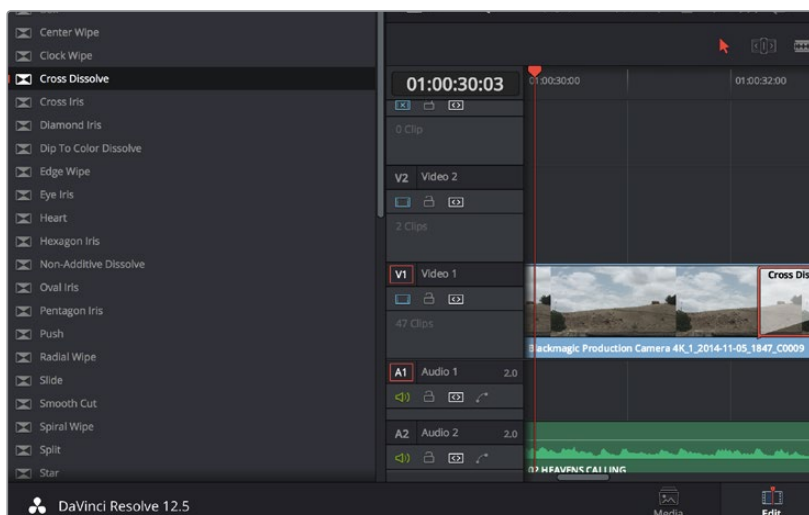 Center Wipe
Clock Wipe
Cross Dissolve
Cross Iris
Diamond Iris
Dip To Color Dissolve
Edge Wipe
Eye Iris
Heart
Hexagon Iris
Non-Additive Dissolve
Oval Iris
Pentagon Iris
Push
Radial Wipe
Slide
Smooth Cut
Spiral Wipe
Split
Star
01:00:30:03
01:00:30:00
01:00:32:00
0 Clip
V2 Video 2
2 Clips
V1 Video 1
47 Clips
Cross Dis
Blackmagic Production Camera 4K_1_2014-11-05_1847_C0009
A1 Audio 1 2.0
A2 Audio 2 2.0
02 HEAVENS CALLING
DaVinci Resolve 12.5
Media
Edit